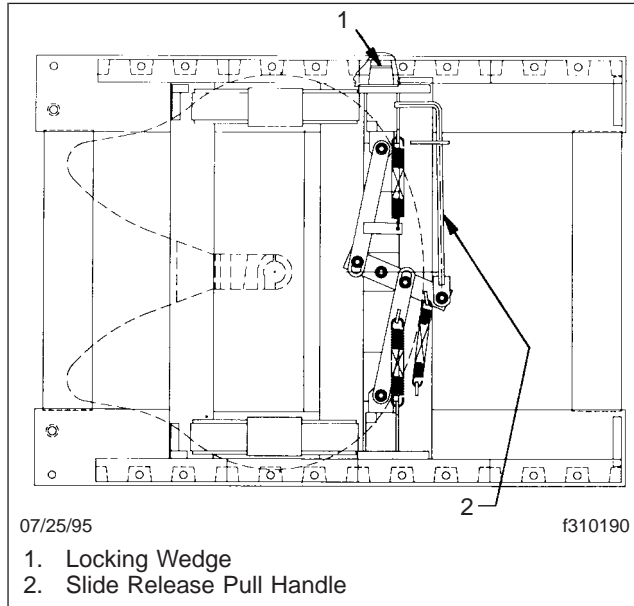 1
2
07/25/95 f310190
1. Locking Wedge
2. Slide Release Pull Handle